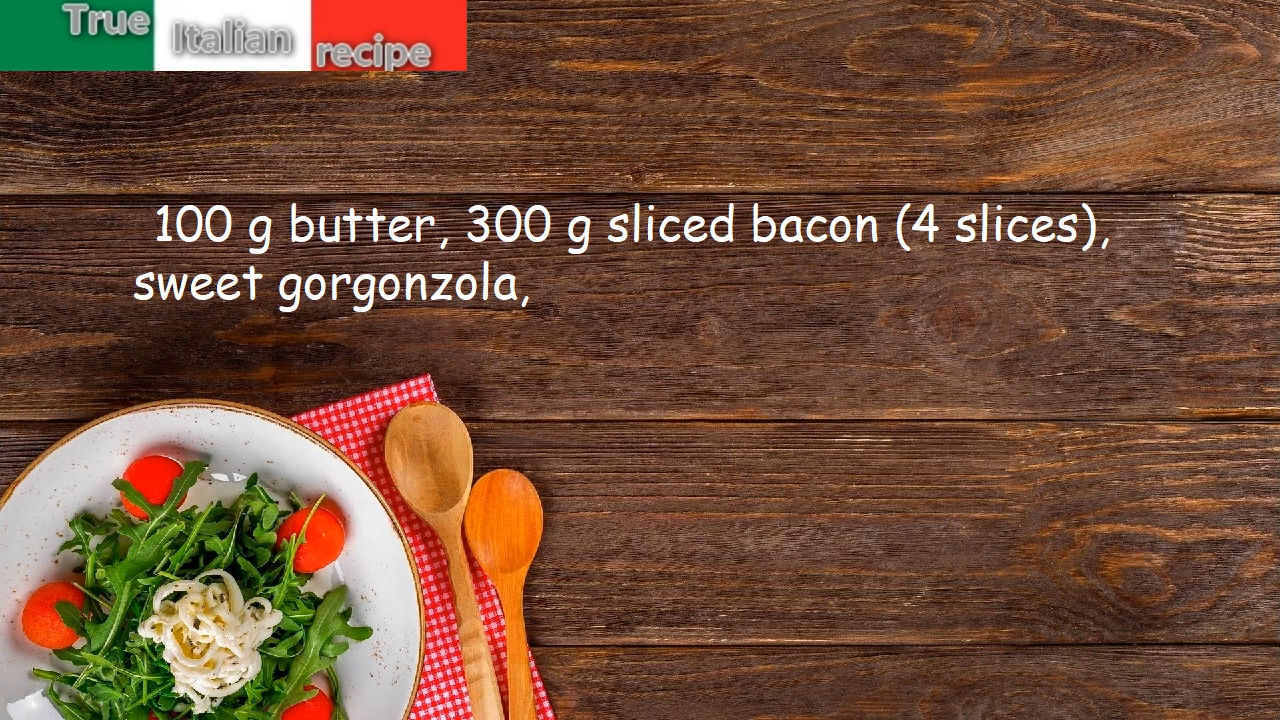 True Italian recipe
100 g butter, 300 g sliced bacon (4 slices),
sweet gorgonzola,